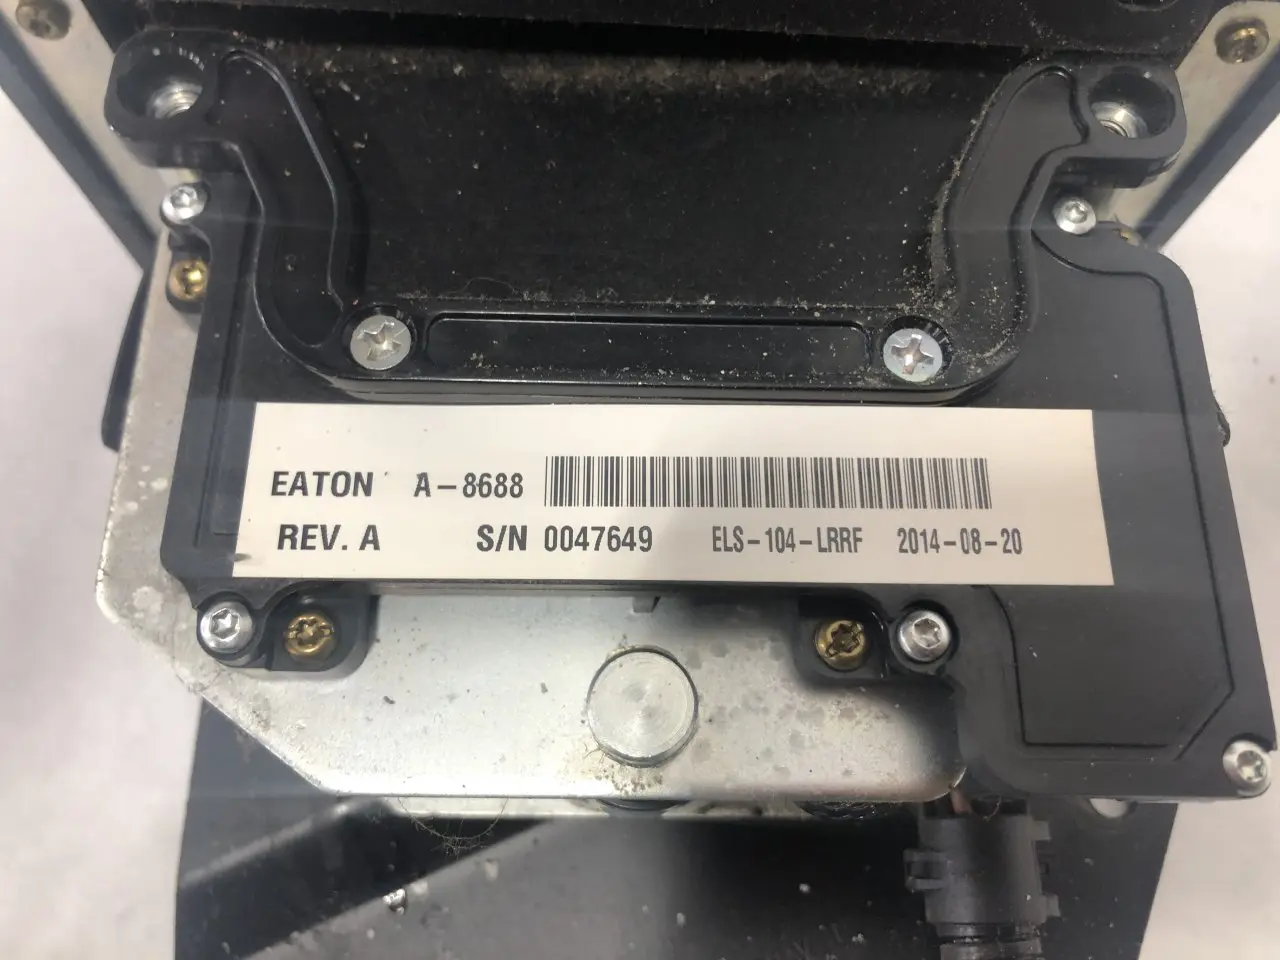 EATON A-8688
REV. A S/N 0047649 ELS-104-LRRF 2014-08-20